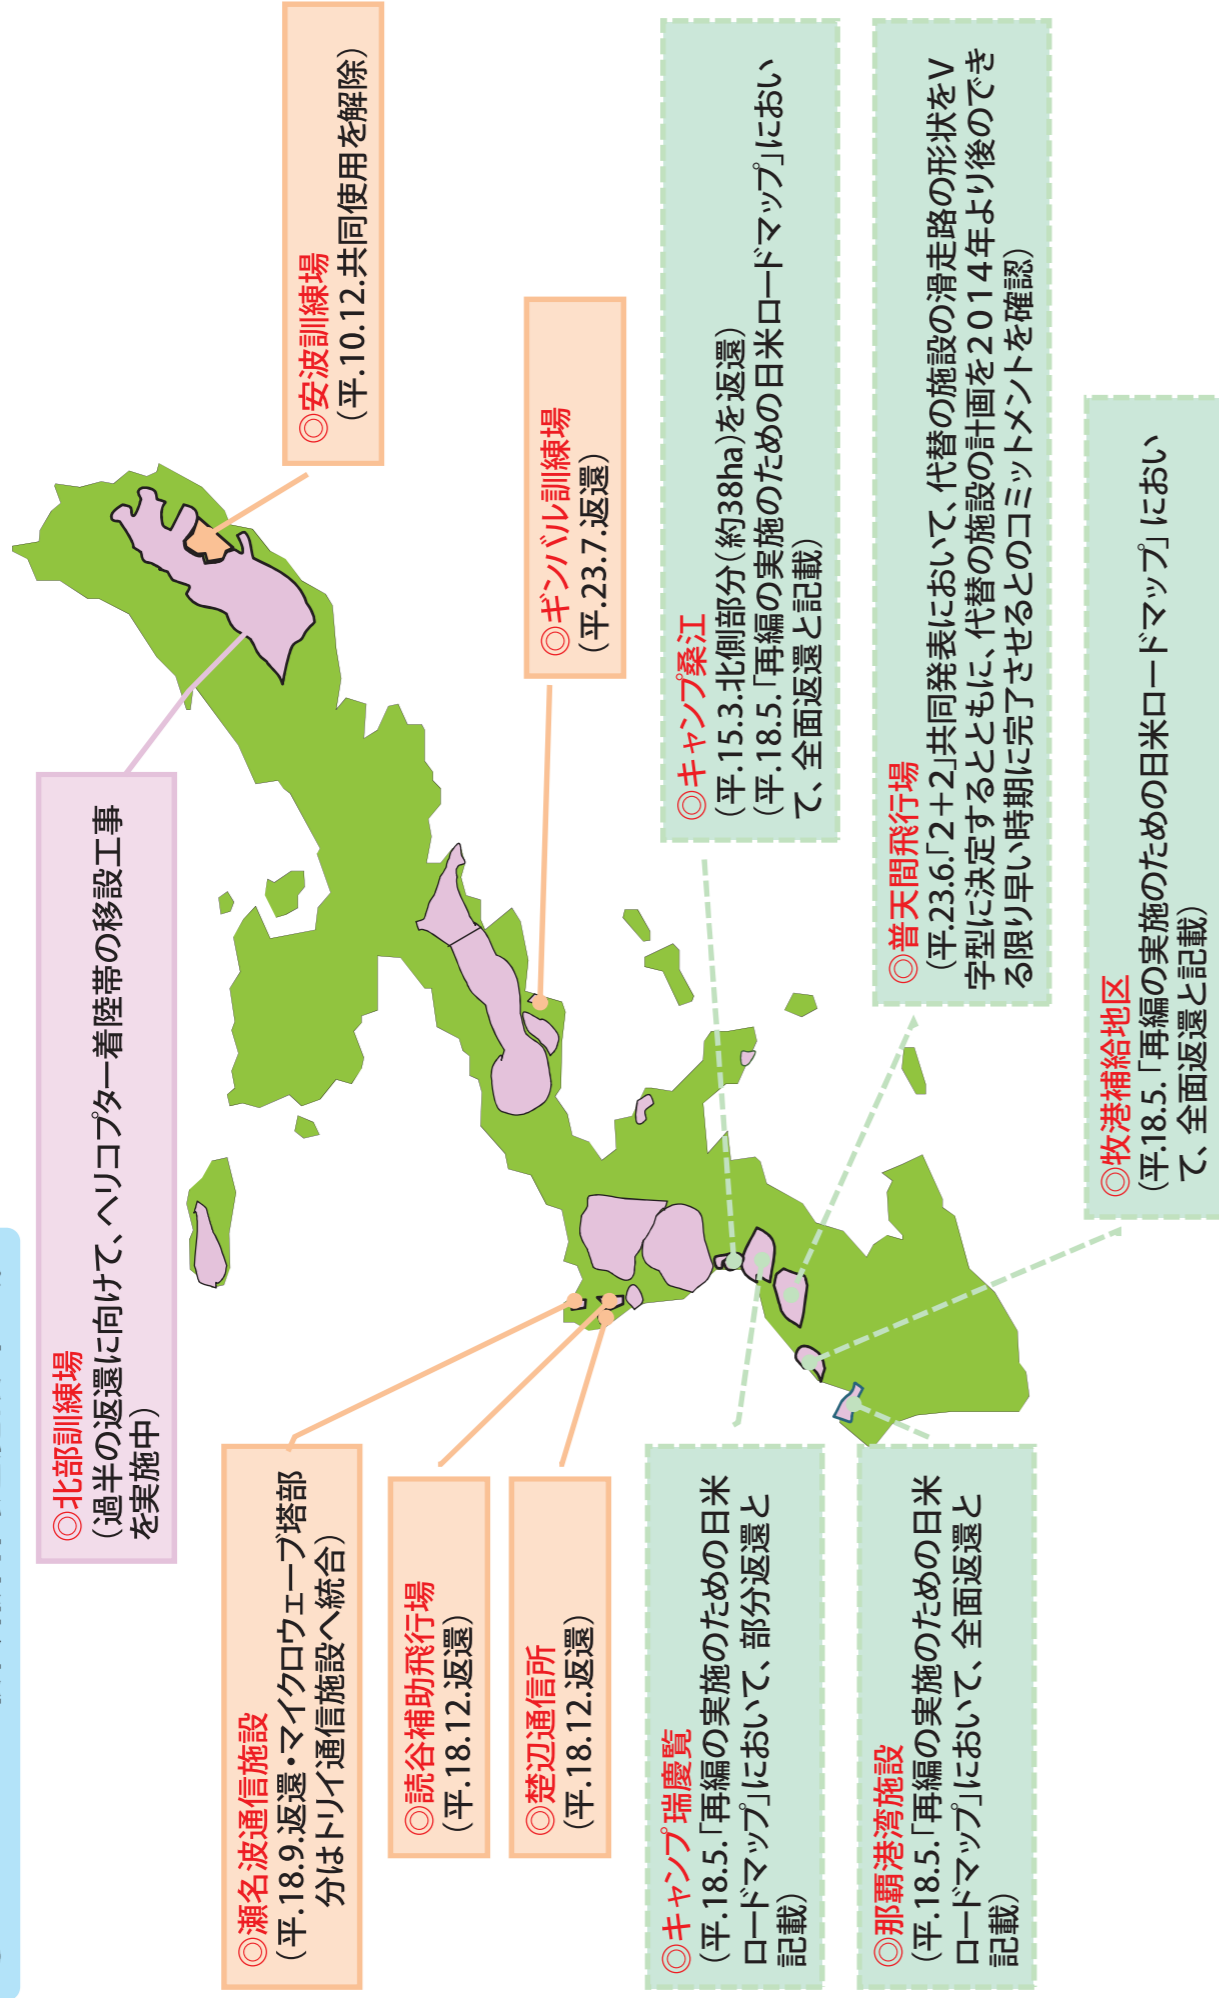 ◎北部訓練場
(過半の返還に向けて、ヘリコプター着陸帯の移設工事
を実施中)
◎安波訓練場
(平.10.12.共同使用を解除)
◎瀬名波通信施設
(平.18.9.返還・マイクロウェーブ塔部
分はトリイ通信施設へ統合)
◎読谷補助飛行場
(平.18.12.返還)
◎楚辺通信所
(平.18.12.返還)
◎ギンバル訓練場
(平.23.7.返還)
◎キャンプ瑞慶覧
(平.18.5.「再編の実施のための日米
ロードマップ」において、部分返還と
記載)
◎キャンプ桑江
(平.15.3.北側部分(約38ha)を返還)
(平.18.5.「再編の実施のための日米ロードマップ」におい
て、全面返還と記載)
◎那覇港湾施設
(平.18.5.「再編の実施のための日米
ロードマップ」において、全面返還と
記載)
◎普天間飛行場
(平.23.6.「2+2」共同発表において、代替の施設の滑走路の形状をV
字型に決定するとともに、代替の施設の計画を2014年より後のでき
る限り早い時期に完了させるとのコミットメントを確認)
◎牧港補給地区
(平.18.5.「再編の実施のための日米ロードマップ」におい
て、全面返還と記載)